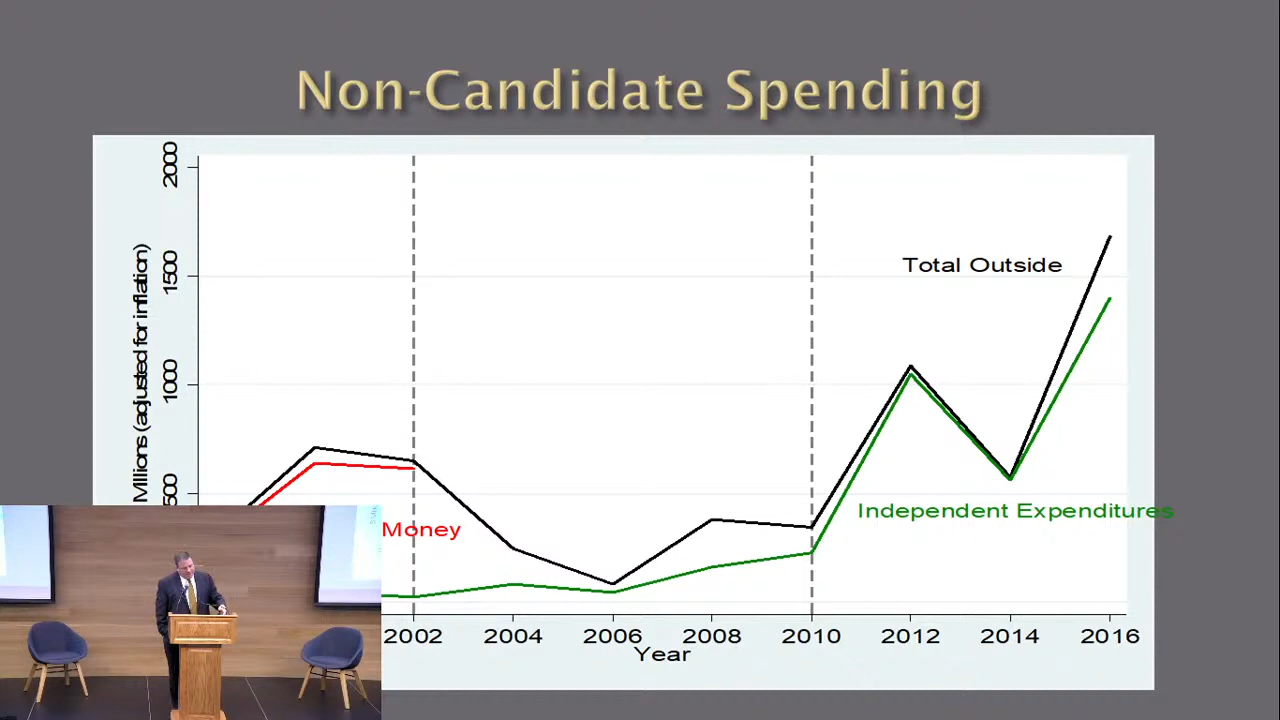 Non-Candidate Spending
2000
1500
1000
500
Millions (adjusted for inflation)
Total Outside
Independent Expenditures
Money
2002 2004 2006 2008 2010 2012 2014 2016
Year